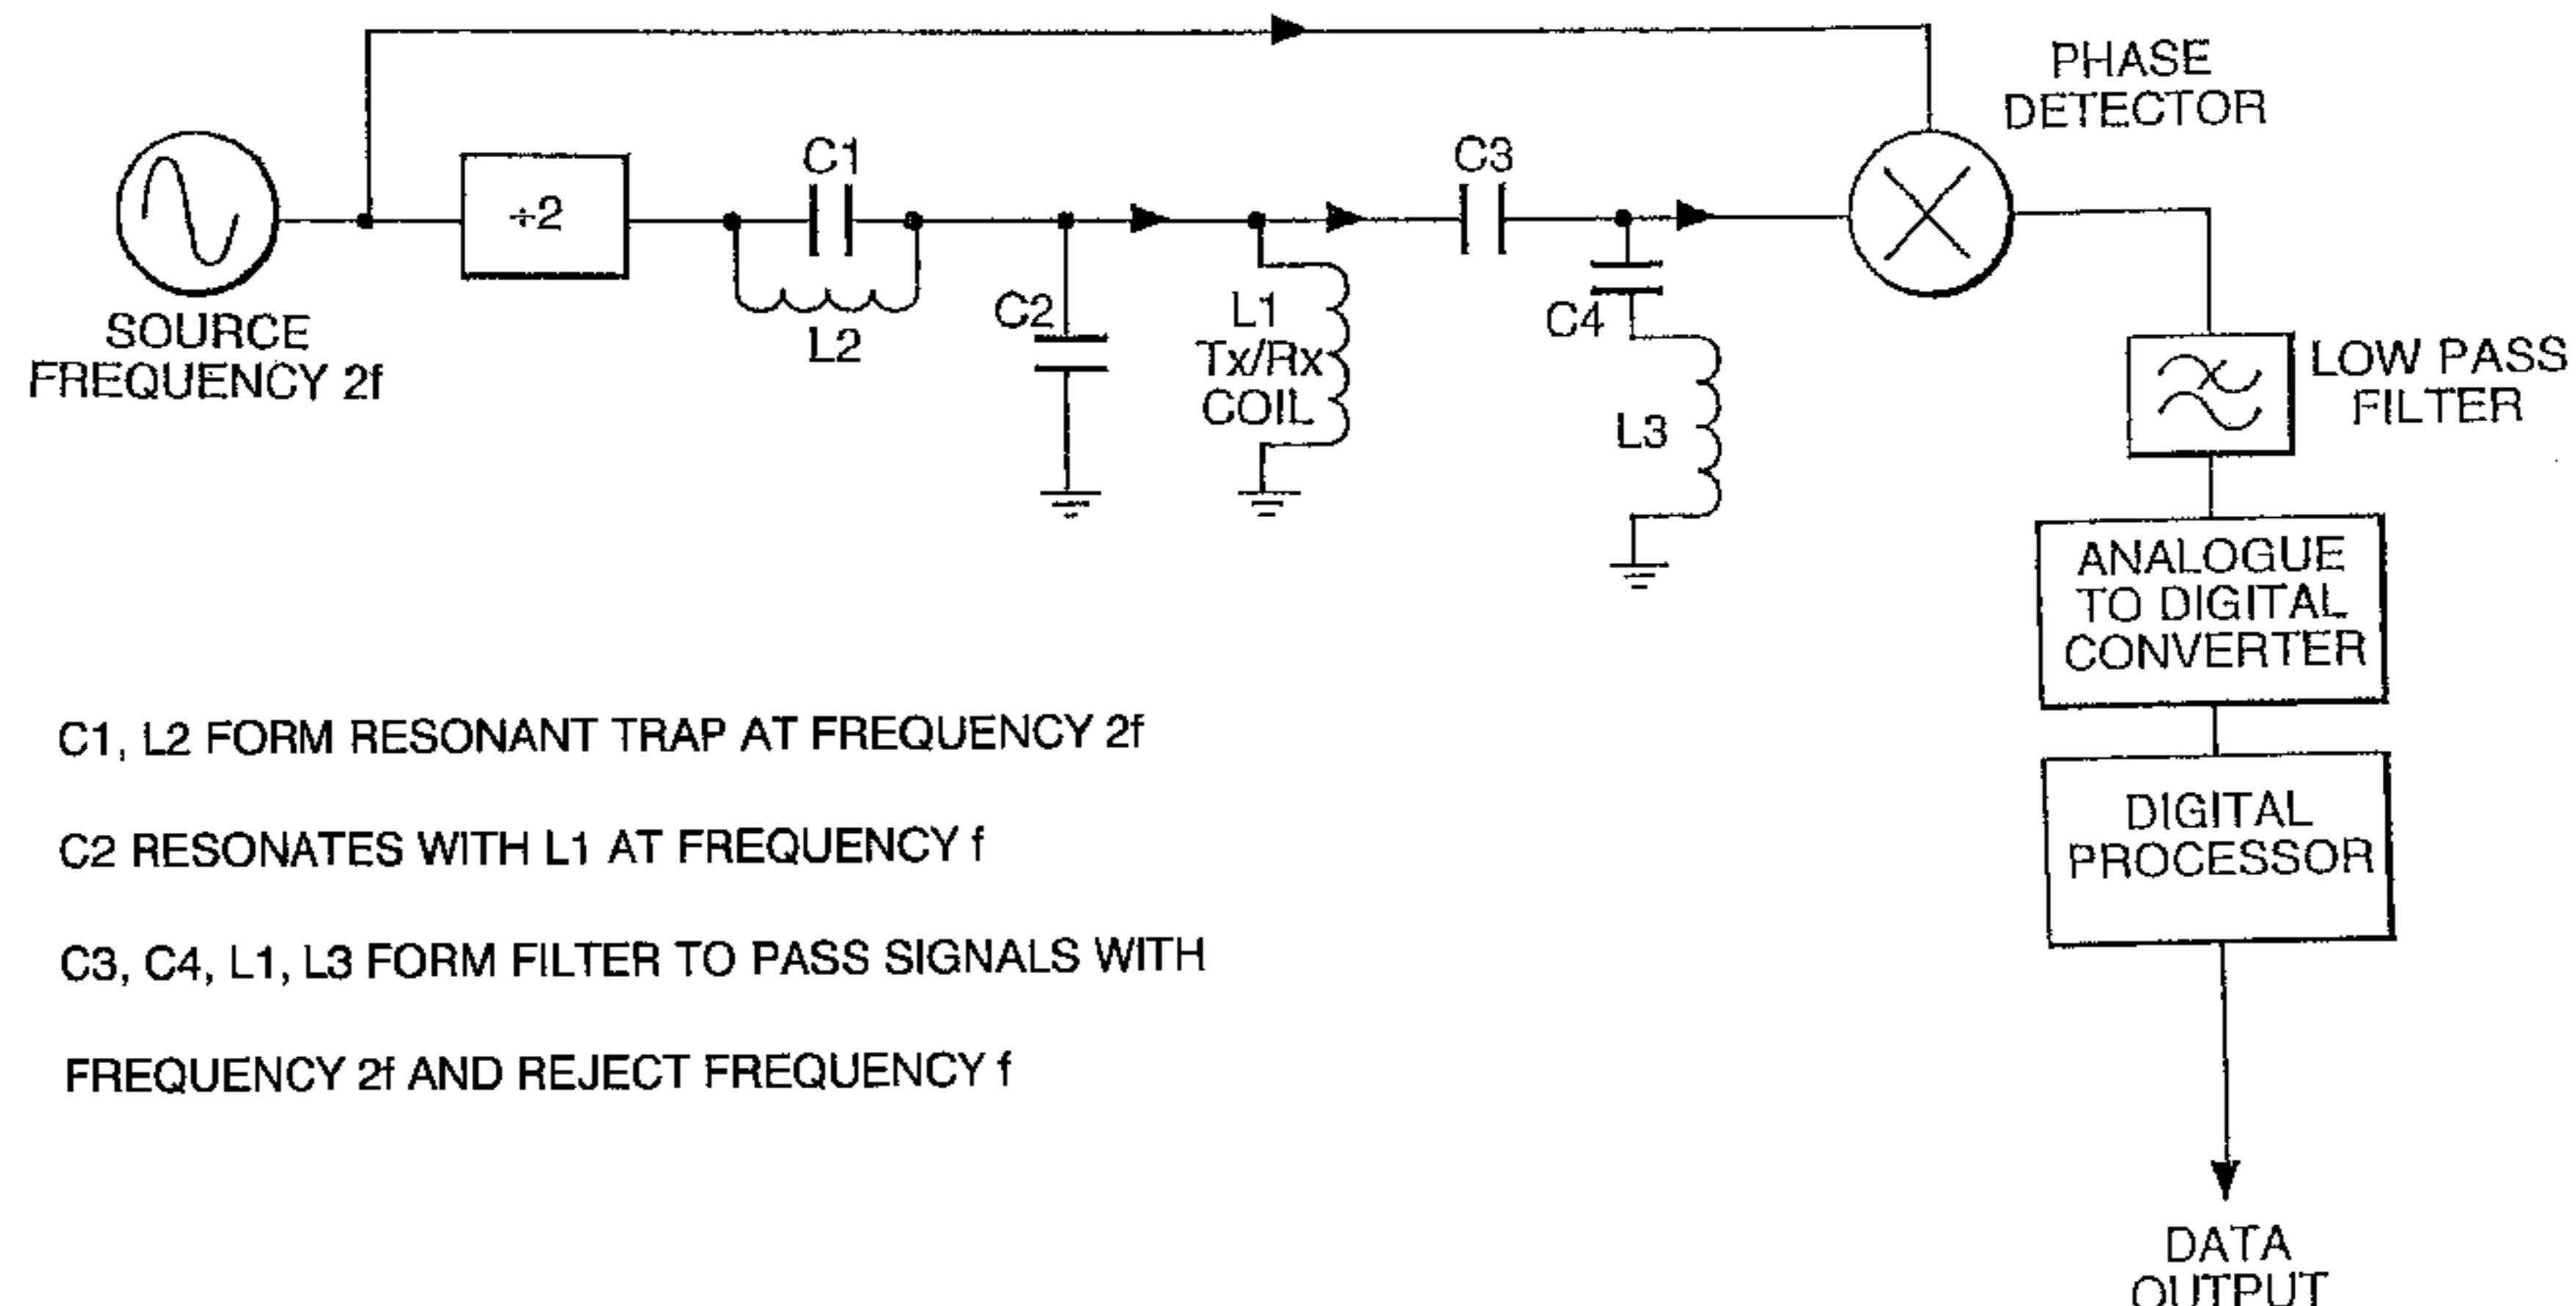 PHASE
DETECTOR
C1
C3
÷2
SOURCE
FREQUENCY 2f
L2
C2
L1
Tx/Rx
COIL
C4
L3
LOW PASS
FILTER
ANALOGUE
TO DIGITAL
CONVERTER
DIGITAL
PROCESSOR
DATA
OUTPUT
C1, L2 FORM RESONANT TRAP AT FREQUENCY 2f
C2 RESONATES WITH L1 AT FREQUENCY f
C3, C4, L1, L3 FORM FILTER TO PASS SIGNALS WITH
FREQUENCY 2f AND REJECT FREQUENCY f